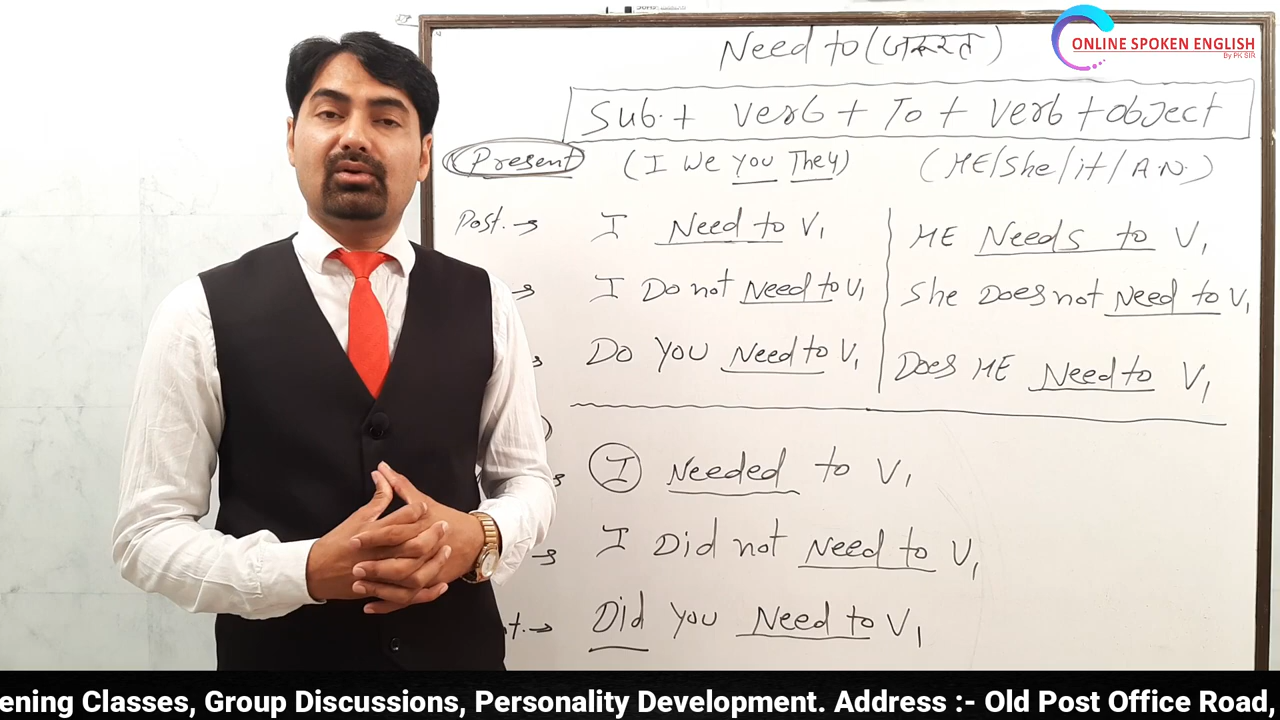 Need to (जरूरत)
ONLINE SPOKEN ENGLISH
By PK SIR
Sub. + Verb + To + Verb + object
Present (I We You They) (HE/She/it/A.N.)
Post. → I Need to V1 HE Needs to V1
→ I Do not Need to V1 She Does not Need to V1
Do You Need to V1 Does HE Need to V1
I Needed to V1
→ I Did not Need to V1
t. → Did you Need to V1
ening Classes, Group Discussions, Personality Development. Address :- Old Post Office Road,